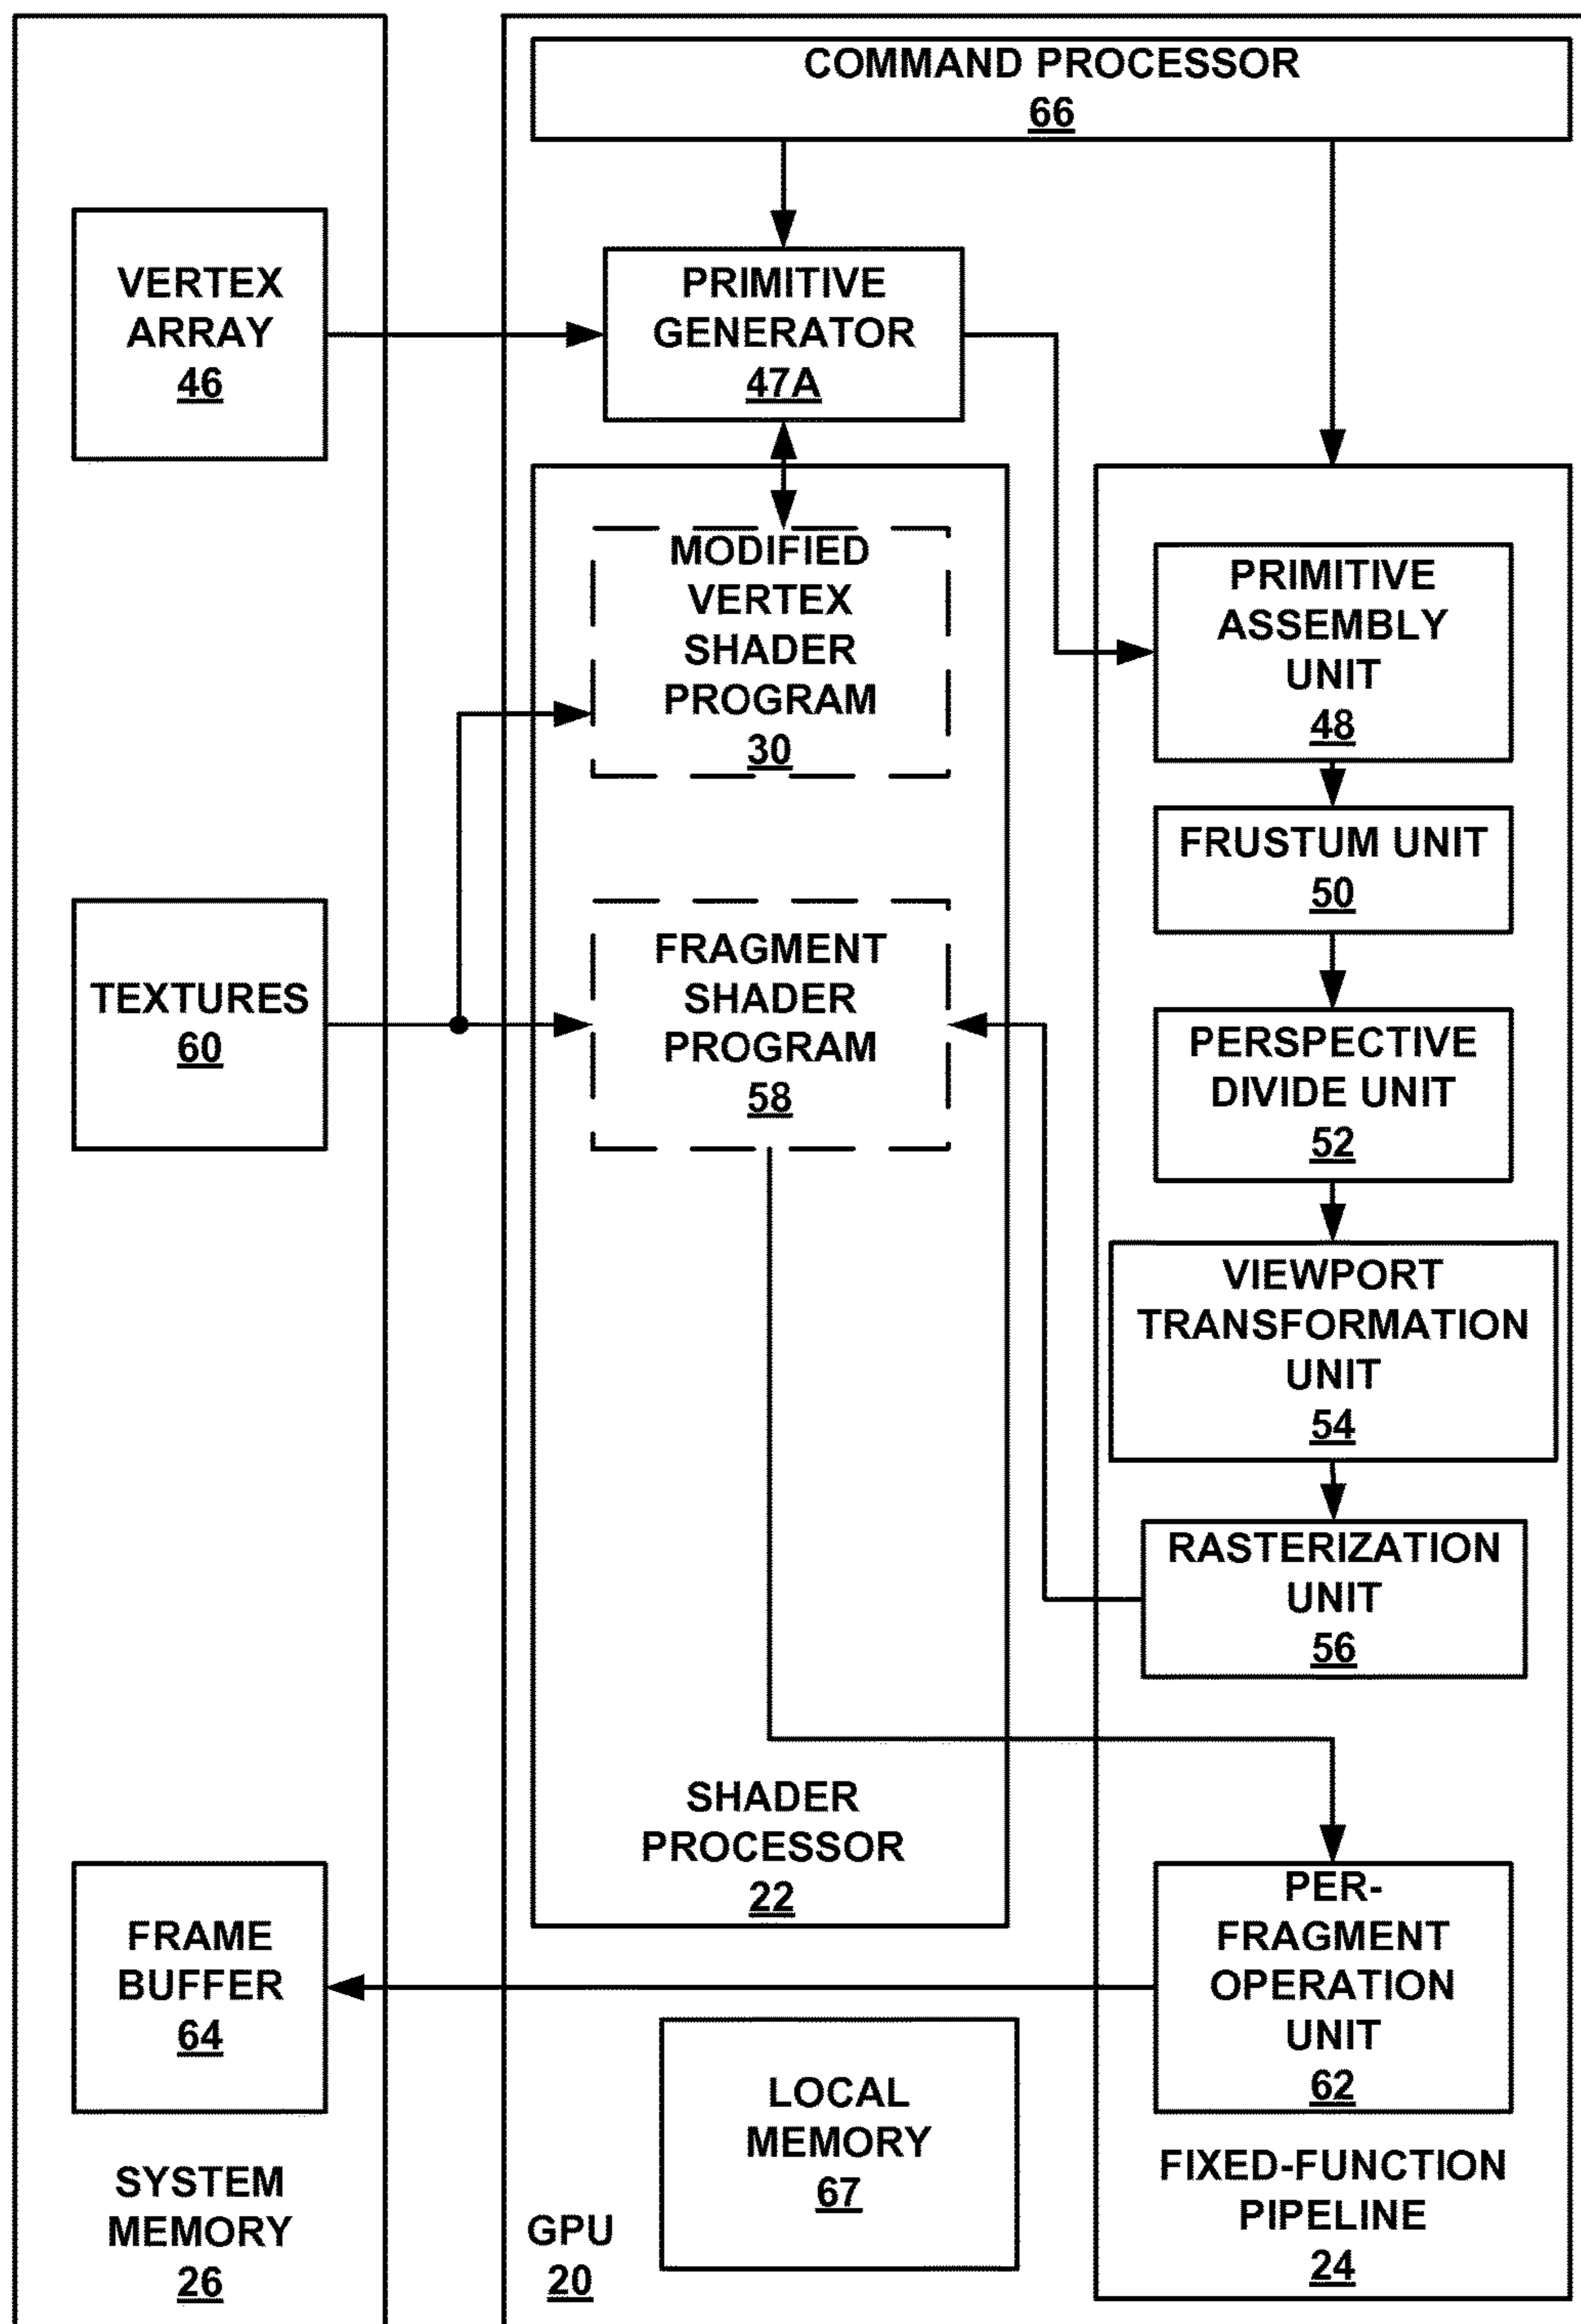 COMMAND PROCESSOR
66
VERTEX
ARRAY
46
PRIMITIVE
GENERATOR
47A
MODIFIED
VERTEX
SHADER
PROGRAM
30
PRIMITIVE
ASSEMBLY
UNIT
48
FRUSTUM UNIT
50
TEXTURES
60
FRAGMENT
SHADER
PROGRAM
58
PERSPECTIVE
DIVIDE UNIT
52
VIEWPORT
TRANSFORMATION
UNIT
54
RASTERIZATION
UNIT
56
SHADER
PROCESSOR
22
FRAME
BUFFER
64
PER-
FRAGMENT
OPERATION
UNIT
62
LOCAL
MEMORY
67
SYSTEM
MEMORY
26
GPU
20
FIXED-FUNCTION
PIPELINE
24